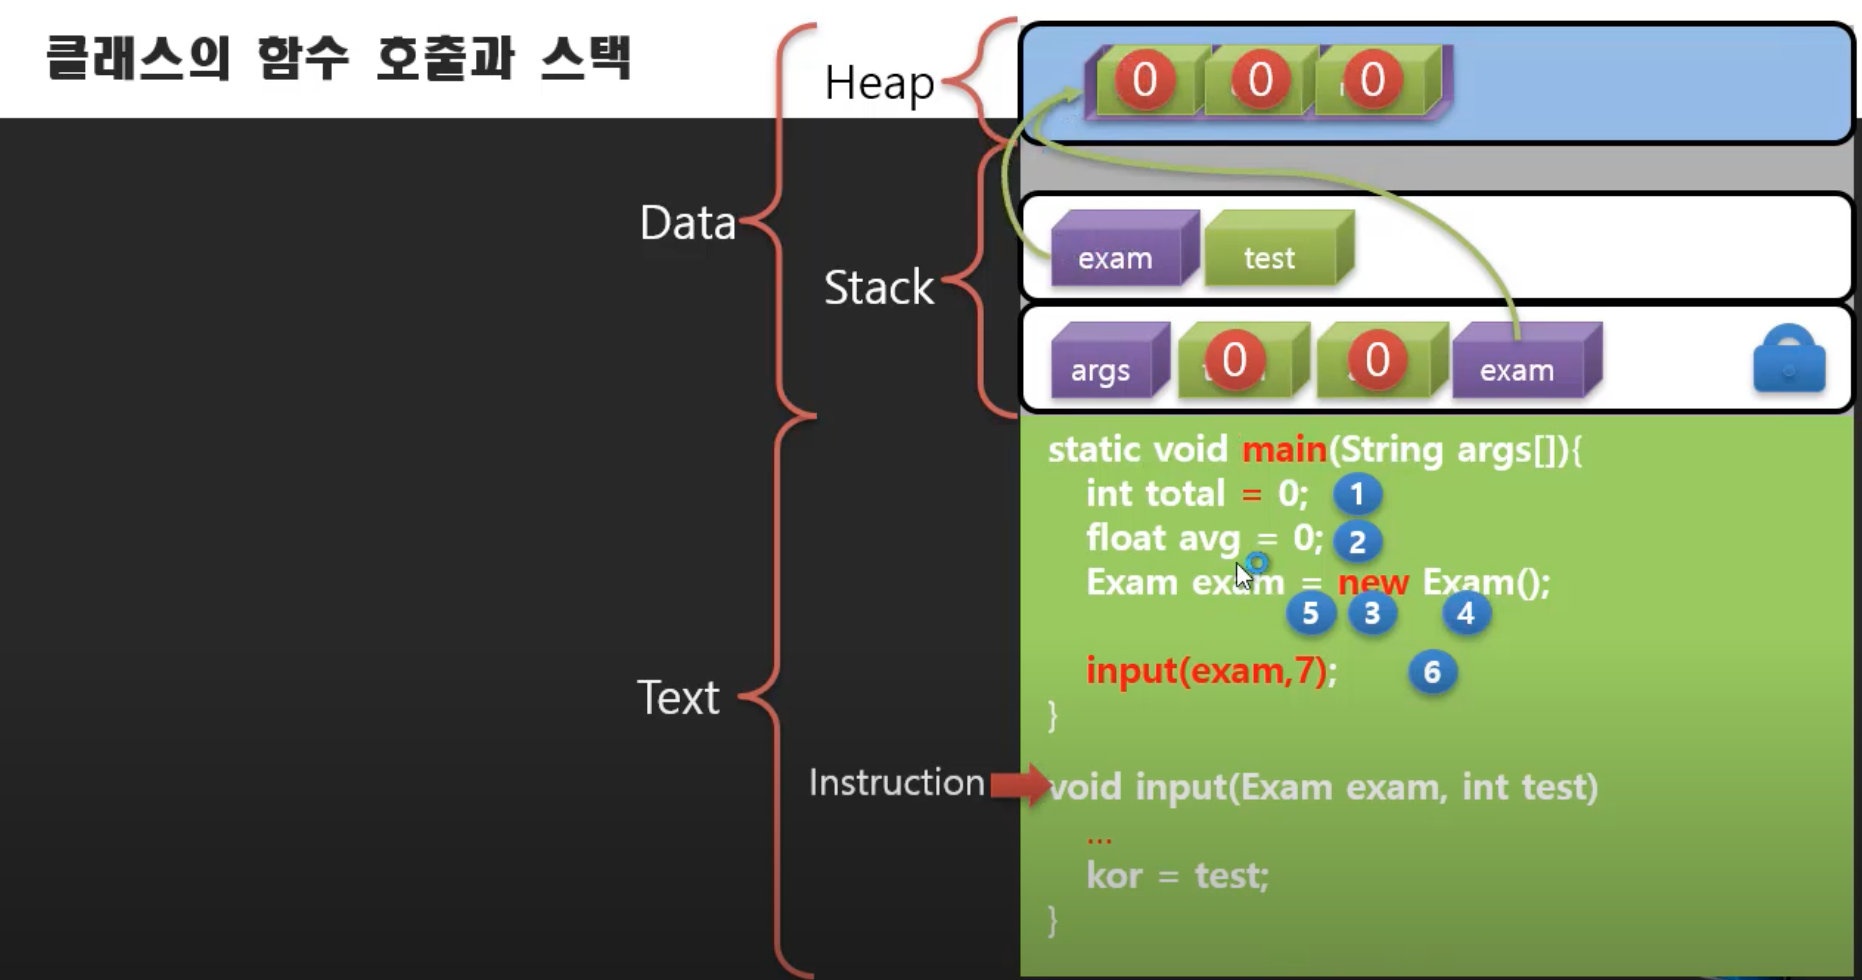 클래스의 함수 호출과 스택
Heap
0 0 0
Data
exam test
Stack
args 0 0 exam
static void main(String args[]){
int total = 0; 1
float avg = 0; 2
Exam exam = new Exam();
5 3 4
input(exam,7); 6
}
Text
Instruction
void input(Exam exam, int test)
...
kor = test;
}